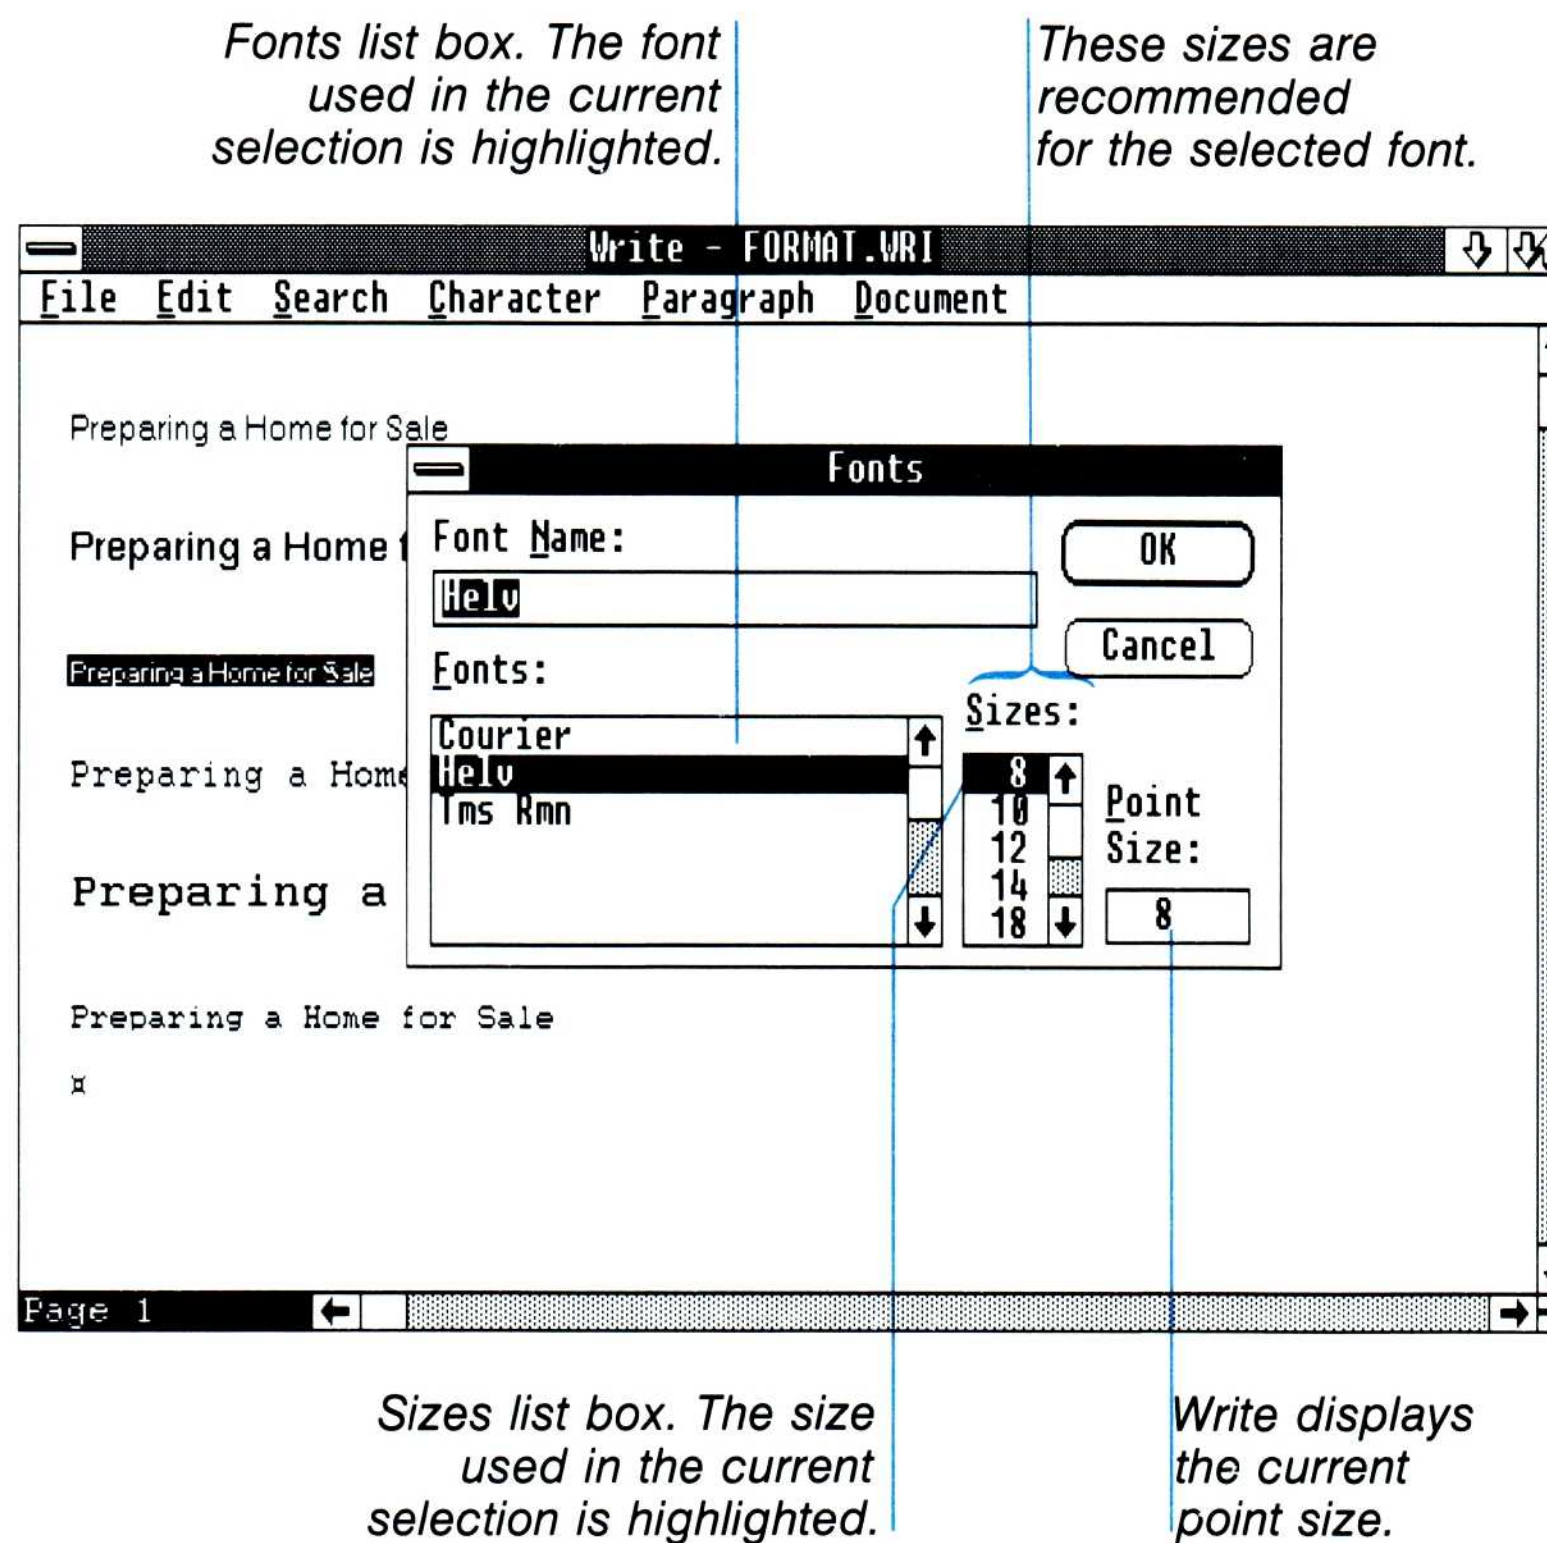 Fonts list box. The font
used in the current
selection is highlighted.
These sizes are
recommended
for the selected font.
Write - FORMAT.WRI
File Edit Search Character Paragraph Document
Preparing a Home for Sale
Preparing a Home f
Preparing a Home for Sale
Preparing a Home
Preparing a
Preparing a Home for Sale
¤
Fonts
Font Name:
Helv
OK
Cancel
Fonts:
Courier
Helv
Tms Rmn
Sizes:
8
10
12
14
18
Point
Size:
8
Page 1
Sizes list box. The size
used in the current
selection is highlighted.
Write displays
the current
point size.